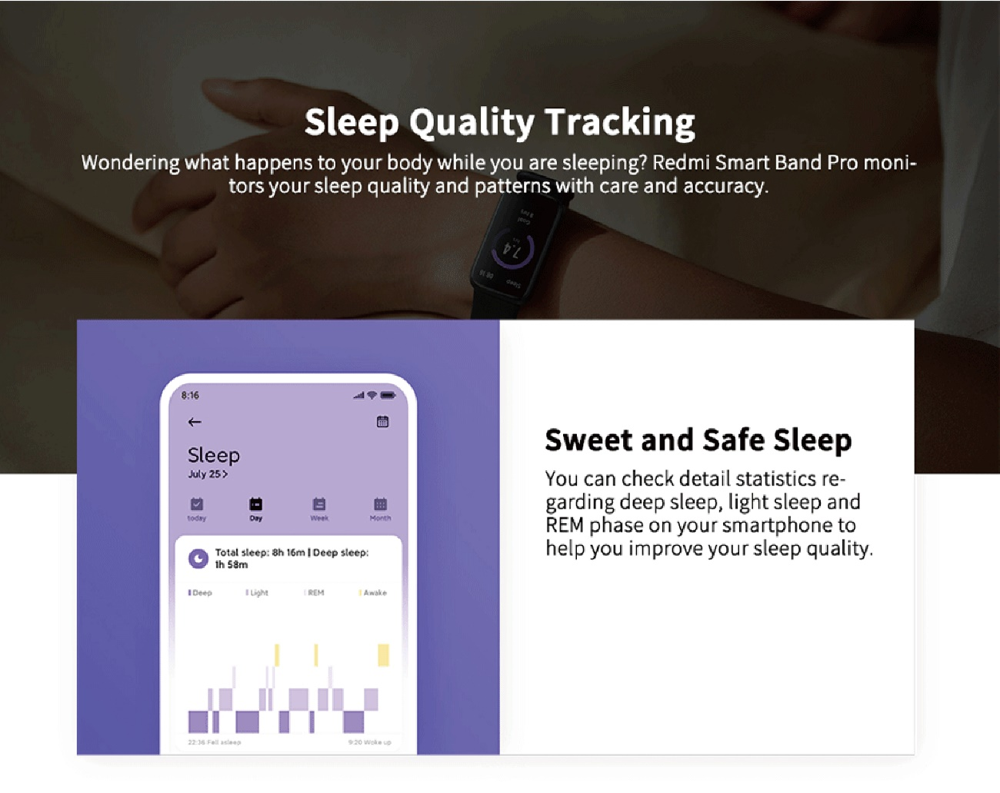 Sleep Quality Tracking
Wondering what happens to your body while you are sleeping? Redmi Smart Band Pro moni-
tors your sleep quality and patterns with care and accuracy.
Goal
7.4
08:16
Sleep
8:16
Sleep
July 25>
today Day Week Month
Total sleep: 8h 16m | Deep sleep:
1h 58m
Deep Light REM Awake
22:36 Fell asleep 9:20 Woke up
Sweet and Safe Sleep
You can check detail statistics re-
garding deep sleep, light sleep and
REM phase on your smartphone to
help you improve your sleep quality.